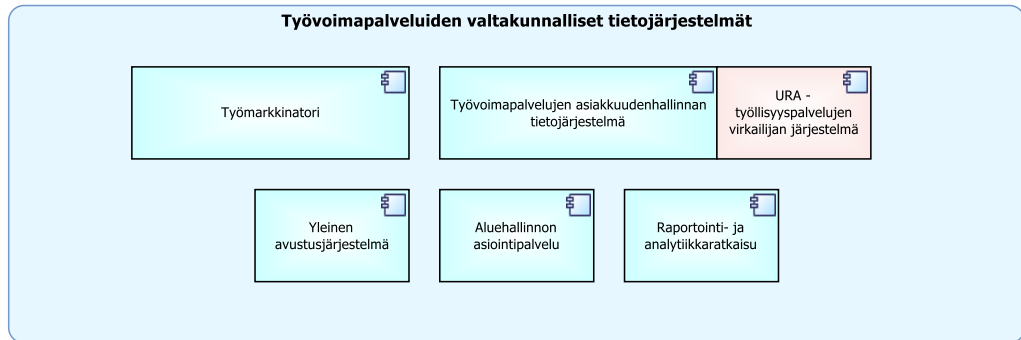 Työvoimapalveluiden valtakunnalliset tietojärjestelmät
Työmarkkinatori
Työvoimapalvelujen asiakkuudenhallinnan
tietojärjestelmä
URA -
työllisyyspalvelujen
virkailijan järjestelmä
Yleinen
avustusjärjestelmä
Aluehallinnon
asiointipalvelu
Raportointi- ja
analytiikkaratkaisu